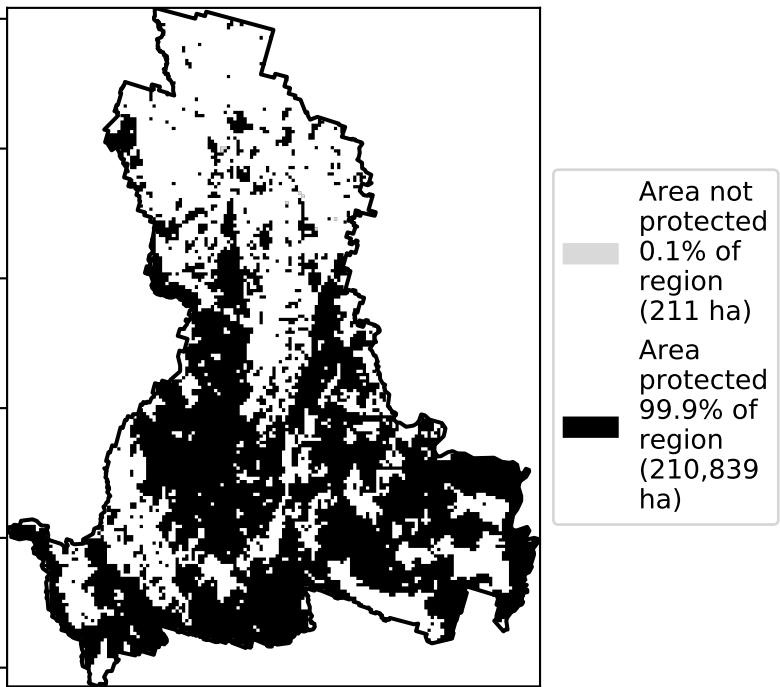 Area not
protected
0.1% of
region
(211 ha)
Area
protected
99.9% of
region
(210,839
ha)